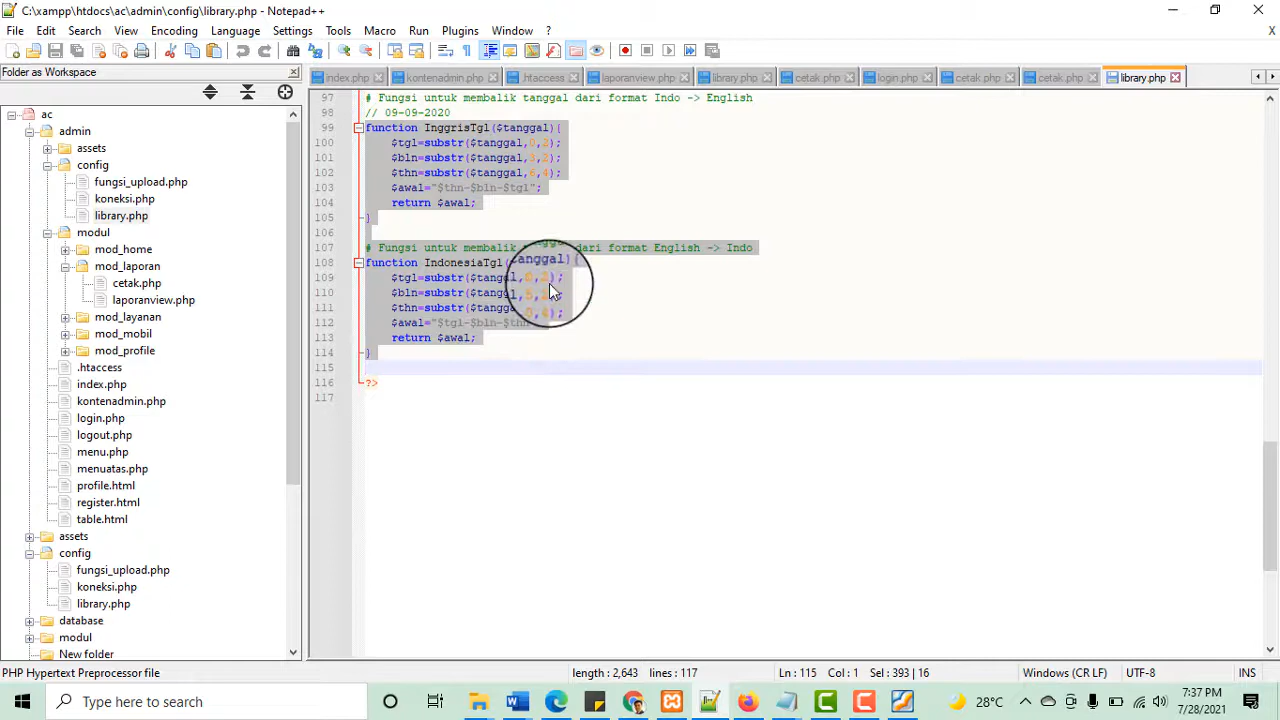 C:\xampp\htdocs\ac\admin\config\library.php - Notepad++
File Edit Search View Encoding Language Settings Tools Macro Run Plugins Window ?
X
Folder as Workspace
index.php kontenadmin.php .htaccess laporanview.php library.php cetak.php login.php cetak.php cetak.php library.php
ac
admin
assets
config
fungsi_upload.php
koneksi.php
library.php
modul
mod_home
mod_laporan
cetak.php
laporanview.php
mod_layanan
mod_mobil
mod_profile
.htaccess
index.php
kontenadmin.php
login.php
logout.php
menu.php
menuatas.php
profile.html
register.html
table.html
assets
config
fungsi_upload.php
koneksi.php
library.php
database
modul
New folder
97 # Fungsi untuk membalik tanggal dari format Indo -> English
98 // 09-09-2020
99 function InggrisTgl($tanggal){
100 $tgl=substr($tanggal,0,2);
101 $bln=substr($tanggal,3,2);
102 $thn=substr($tanggal,6,4);
103 $awal="$thn-$bln-$tgl";
104 return $awal;
105 }
106
107 # Fungsi untuk membalik tanggal dari format English -> Indo
108 function IndonesiaTgl(tanggal){
109 $tgl=substr($tangg
110 $bln=substr($tangg
111 $thn=substr($tangg
112 $awal="$tgl-$bln-$thn
113 return $awal;
114 }
115
116 ?>
117
PHP Hypertext Preprocessor file length : 2,643 lines : 117 Ln : 115 Col : 1 Sel : 393 | 16 Windows (CR LF) UTF-8 INS
Type here to search 28°C 7:37 PM
7/28/2021